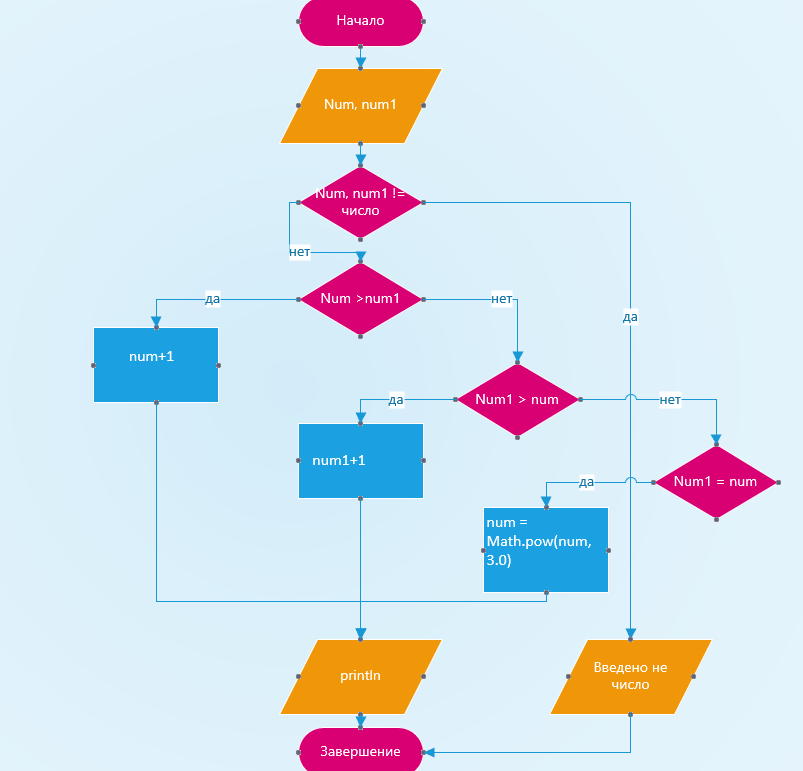 Начало
Num, num1
Num, num1 !=
число
нет
Num >num1
да
нет
да
num+1
Num1 > num
да
нет
num1+1
Num1 = num
да
num =
Math.pow(num,
3.0)
println
Введено не
число
Завершение